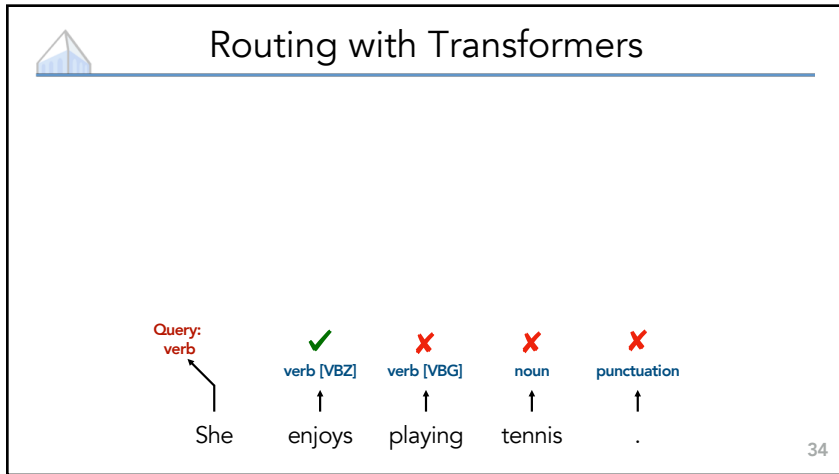 Routing with Transformers
Query:
verb
verb [VBZ] verb [VBG] noun punctuation
She enjoys playing tennis .
34